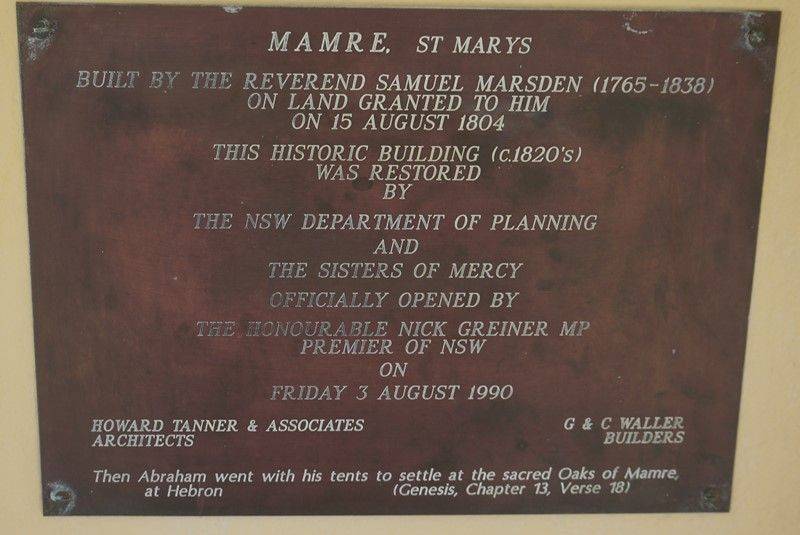 MAMRE, ST MARYS
BUILT BY THE REVEREND SAMUEL MARSDEN (1765-1838)
ON LAND GRANTED TO HIM
ON 15 AUGUST 1804
THIS HISTORIC BUILDING (c.1820's)
WAS RESTORED
BY
THE NSW DEPARTMENT OF PLANNING
AND
THE SISTERS OF MERCY
OFFICIALLY OPENED BY
THE HONOURABLE NICK GREINER MP
PREMIER OF NSW
ON
FRIDAY 3 AUGUST 1990
HOWARD TANNER & ASSOCIATES
ARCHITECTS
G & C WALLER
BUILDERS
Then Abraham went with his tents to settle at the sacred Oaks of Mamre,
at Hebron (Genesis, Chapter 13, Verse 18)